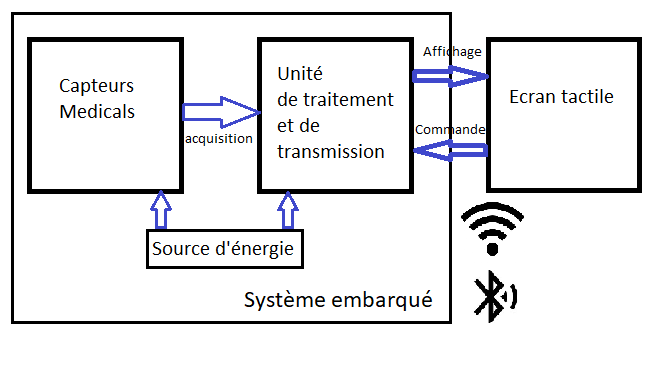 Capteurs
Medicals
acquisition
Unité
de traitement
et de
transmission
Affichage
Commande
Ecran tactile
Source d'énergie
Système embarqué